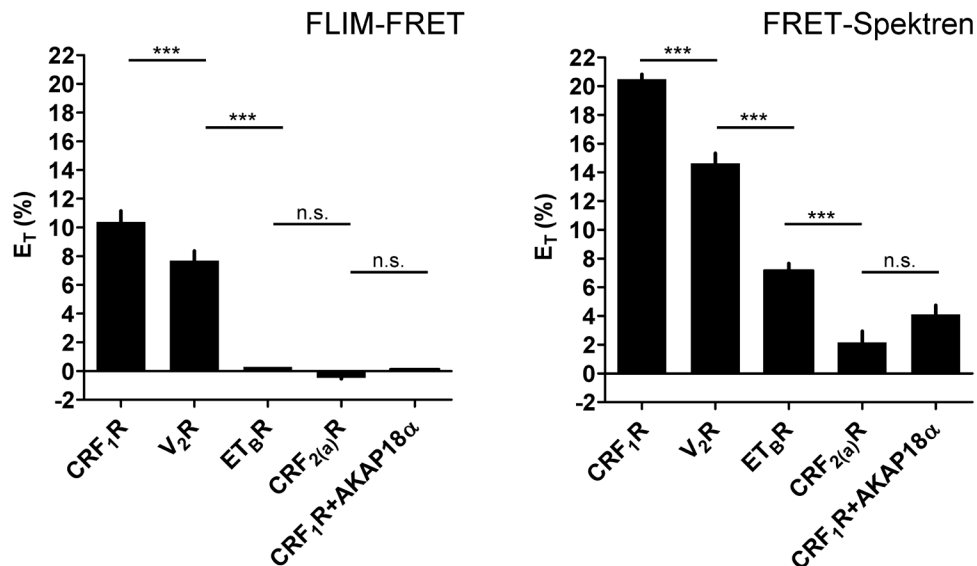 FLIM-FRET
E_T (%)
22
20
18
16
14
12
10
8
6
4
2
0
-2
***
***
n.s.
n.s.
CRF₁R
V₂R
ET_BR
CRF₂₍ₐ₎R
CRF₁R+AKAP18α
FRET-Spektren
E_T (%)
22
20
18
16
14
12
10
8
6
4
2
0
-2
***
***
***
n.s.
CRF₁R
V₂R
ET_BR
CRF₂₍ₐ₎R
CRF₁R+AKAP18α